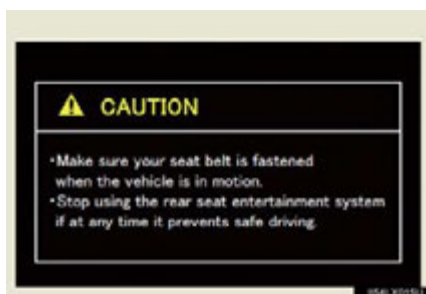 CAUTION
・Make sure your seat belt is fastened
when the vehicle is in motion.
・Stop using the rear seat entertainment system
if at any time it prevents safe driving.